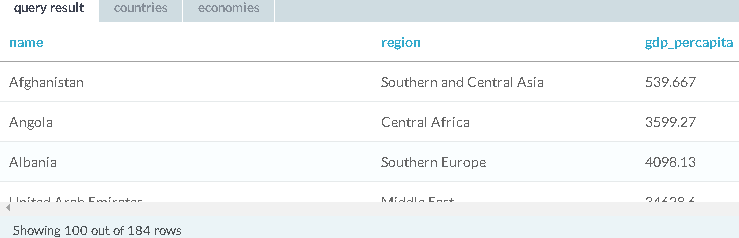 query result countries economies
name region gdp_percapita
Afghanistan Southern and Central Asia 539.667
Angola Central Africa 3599.27
Albania Southern Europe 4098.13
United Arab Emirates Middle East 34628.6
Showing 100 out of 184 rows